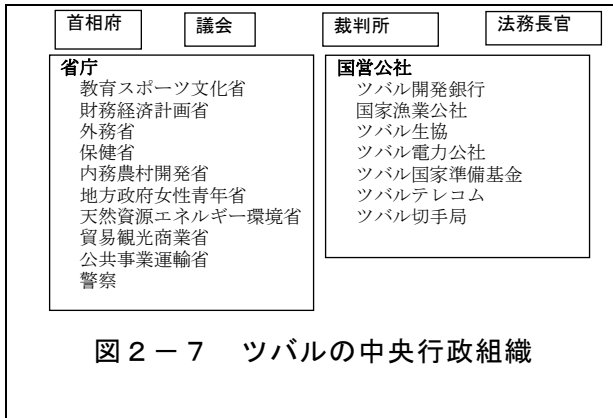 首相府
議会
裁判所
法務長官
省庁
教育スポーツ文化省
財務経済計画省
外務省
保健省
内務農村開発省
地方政府女性青年省
天然資源エネルギー環境省
貿易観光商業省
公共事業運輸省
警察
国営公社
ツバル開発銀行
国家漁業公社
ツバル生協
ツバル電力公社
ツバル国家準備基金
ツバルテレコム
ツバル切手局
図2-7 ツバルの中央行政組織